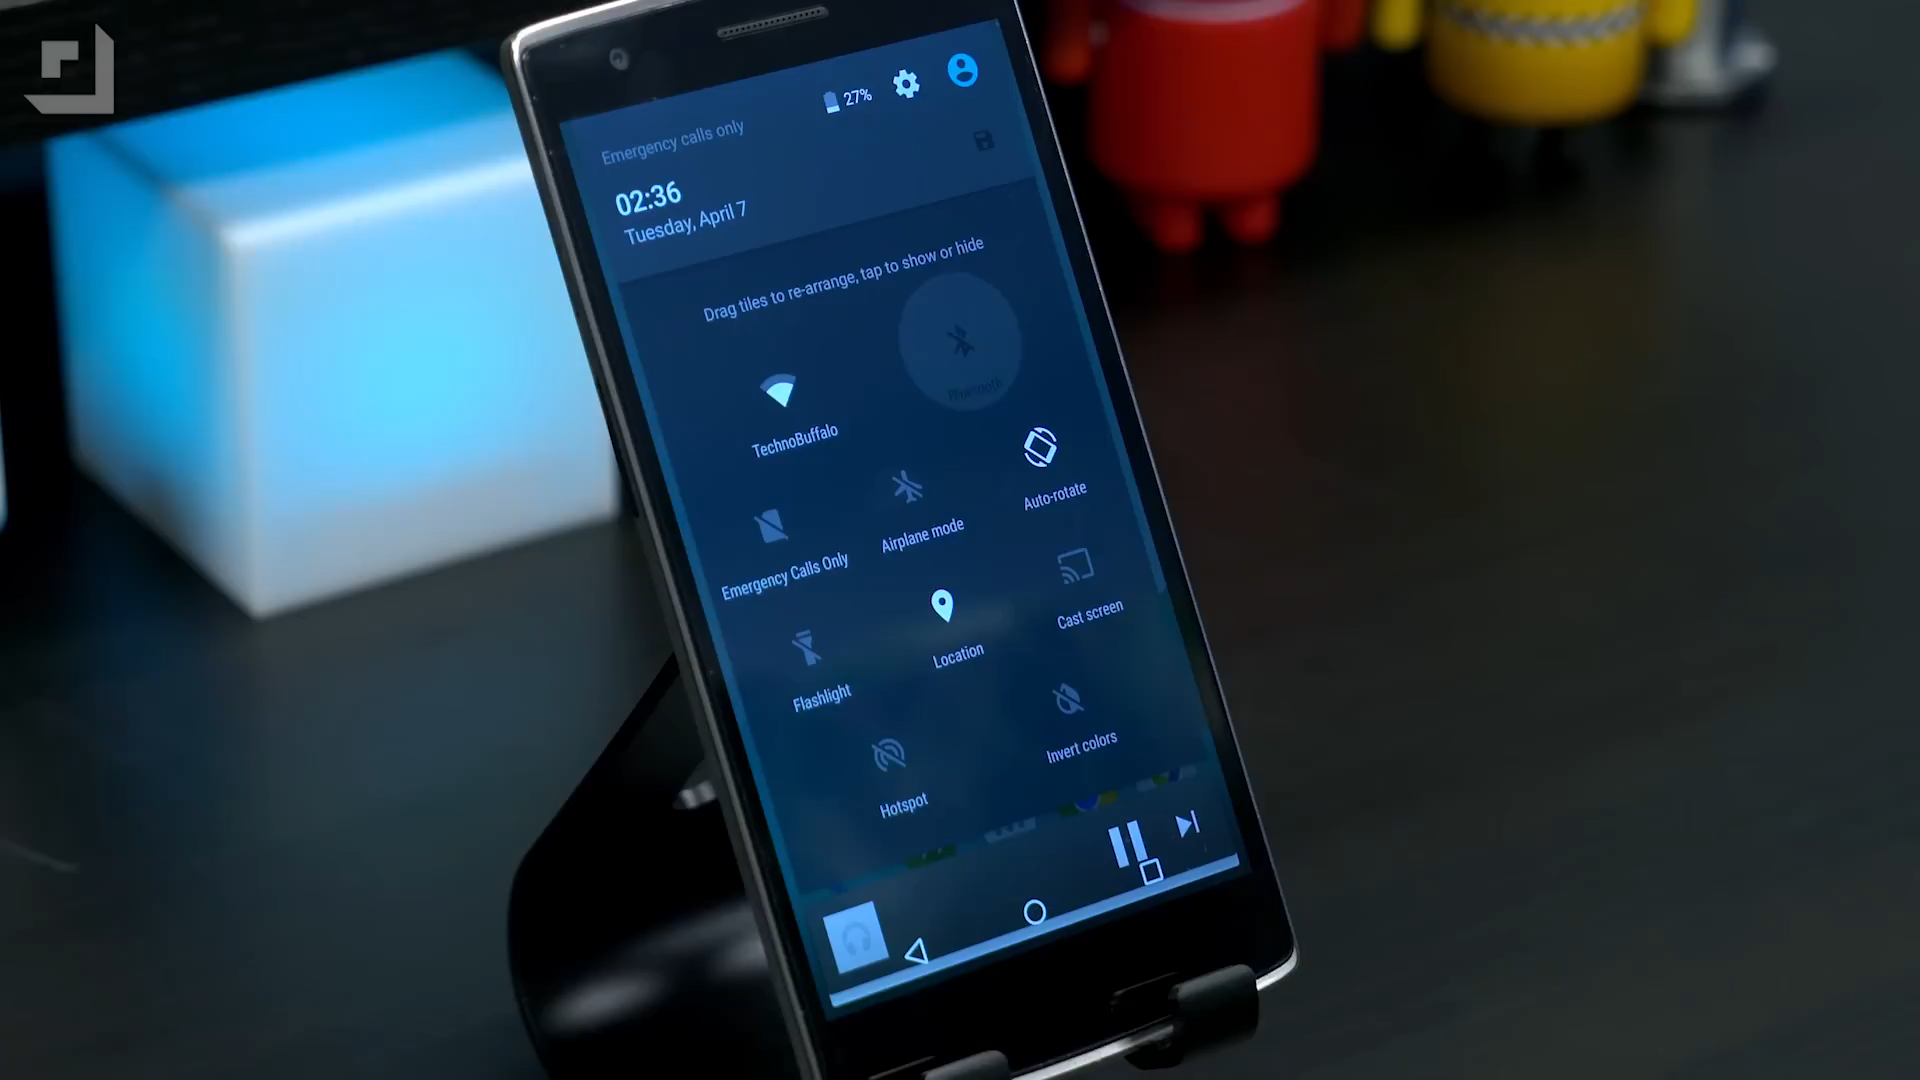 27%
Emergency calls only
02:36
Tuesday, April 7
Drag tiles to re-arrange, tap to show or hide
Bluetooth
TechnoBuffalo
Auto-rotate
Airplane mode
Emergency Calls Only
Cast screen
Location
Flashlight
Invert colors
Hotspot